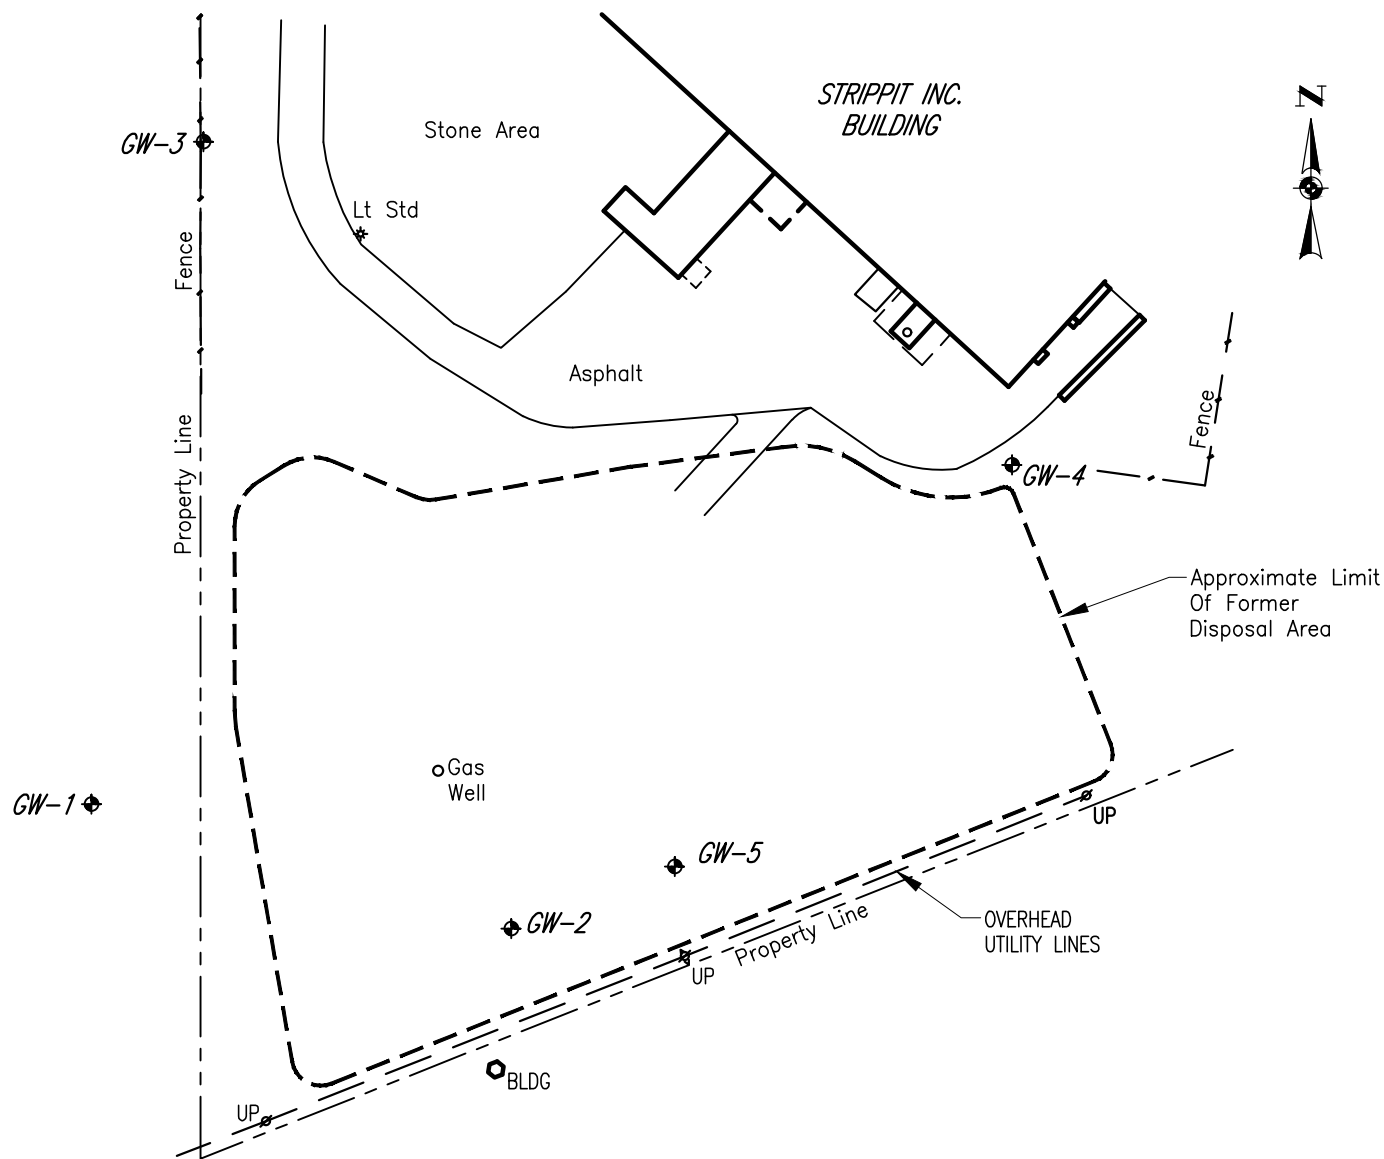 STRIPPIT INC.
BUILDING
N
Stone Area
GW-3
Lt Std
Fence
Asphalt
Fence
Property Line
GW-4
Approximate Limit
Of Former
Disposal Area
Gas
Well
GW-1
UP
GW-5
GW-2
OVERHEAD
UTILITY LINES
Property Line
UP
BLDG
UP